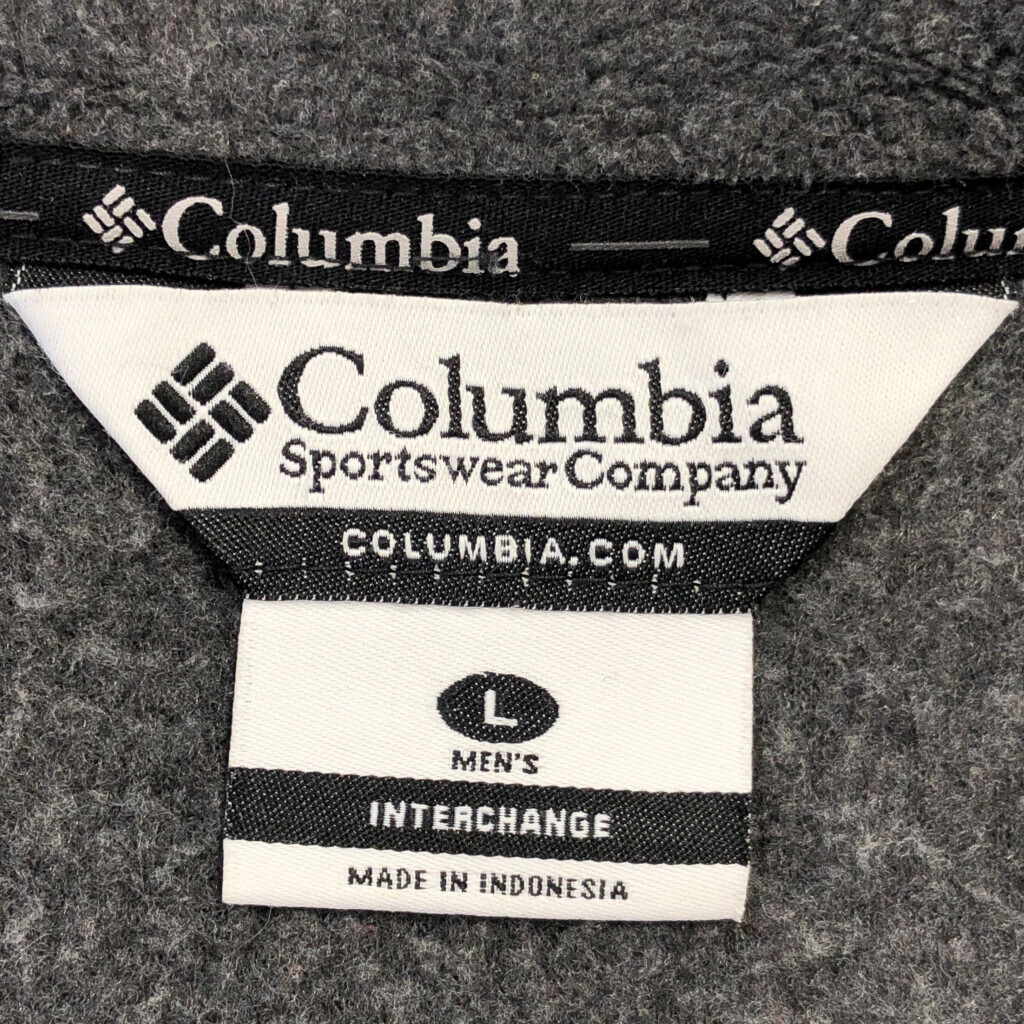 Columbia Colu
Columbia
Sportswear Company
COLUMBIA.COM
L
MEN'S
INTERCHANGE
MADE IN INDONESIA